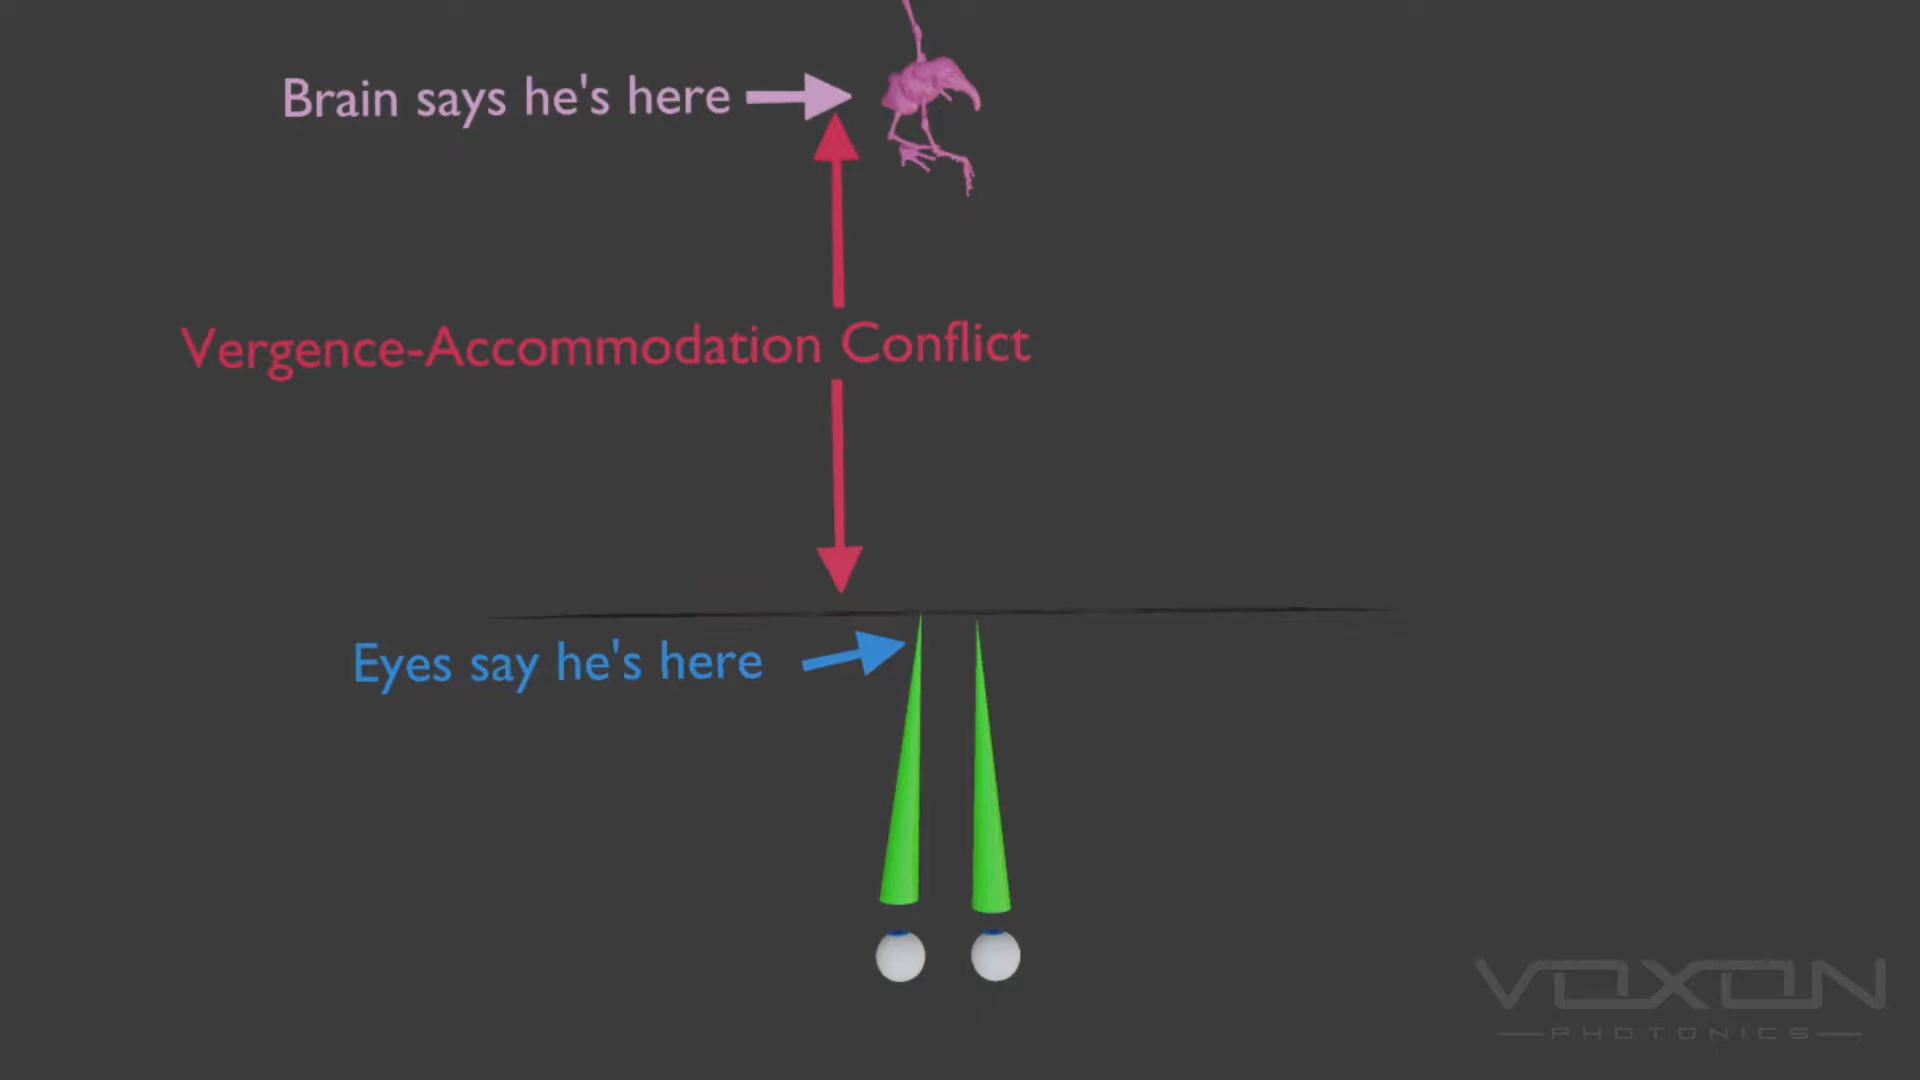 Brain says he's here
Vergence-Accommodation Conflict
Eyes say he's here
VOXON
PHOTONICS